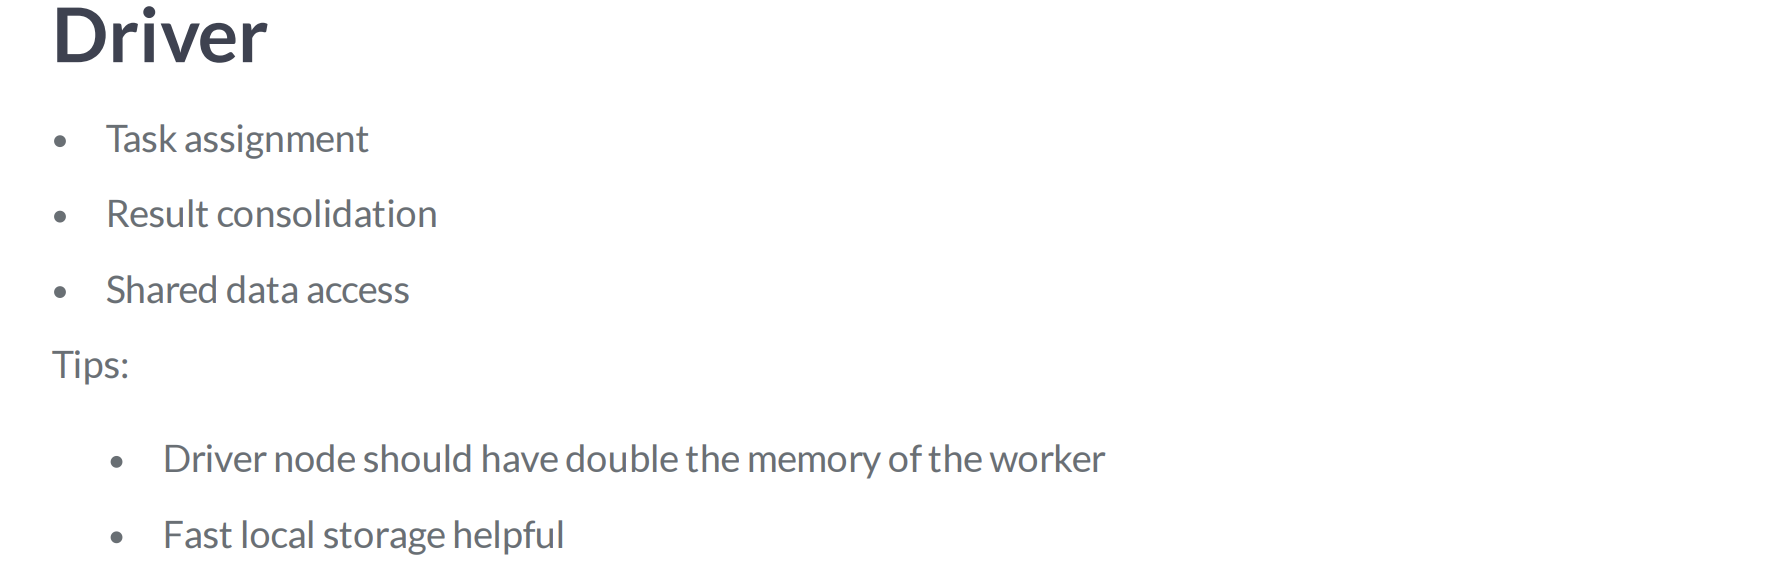 Driver
• Task assignment
• Result consolidation
• Shared data access
Tips:
• Driver node should have double the memory of the worker
• Fast local storage helpful